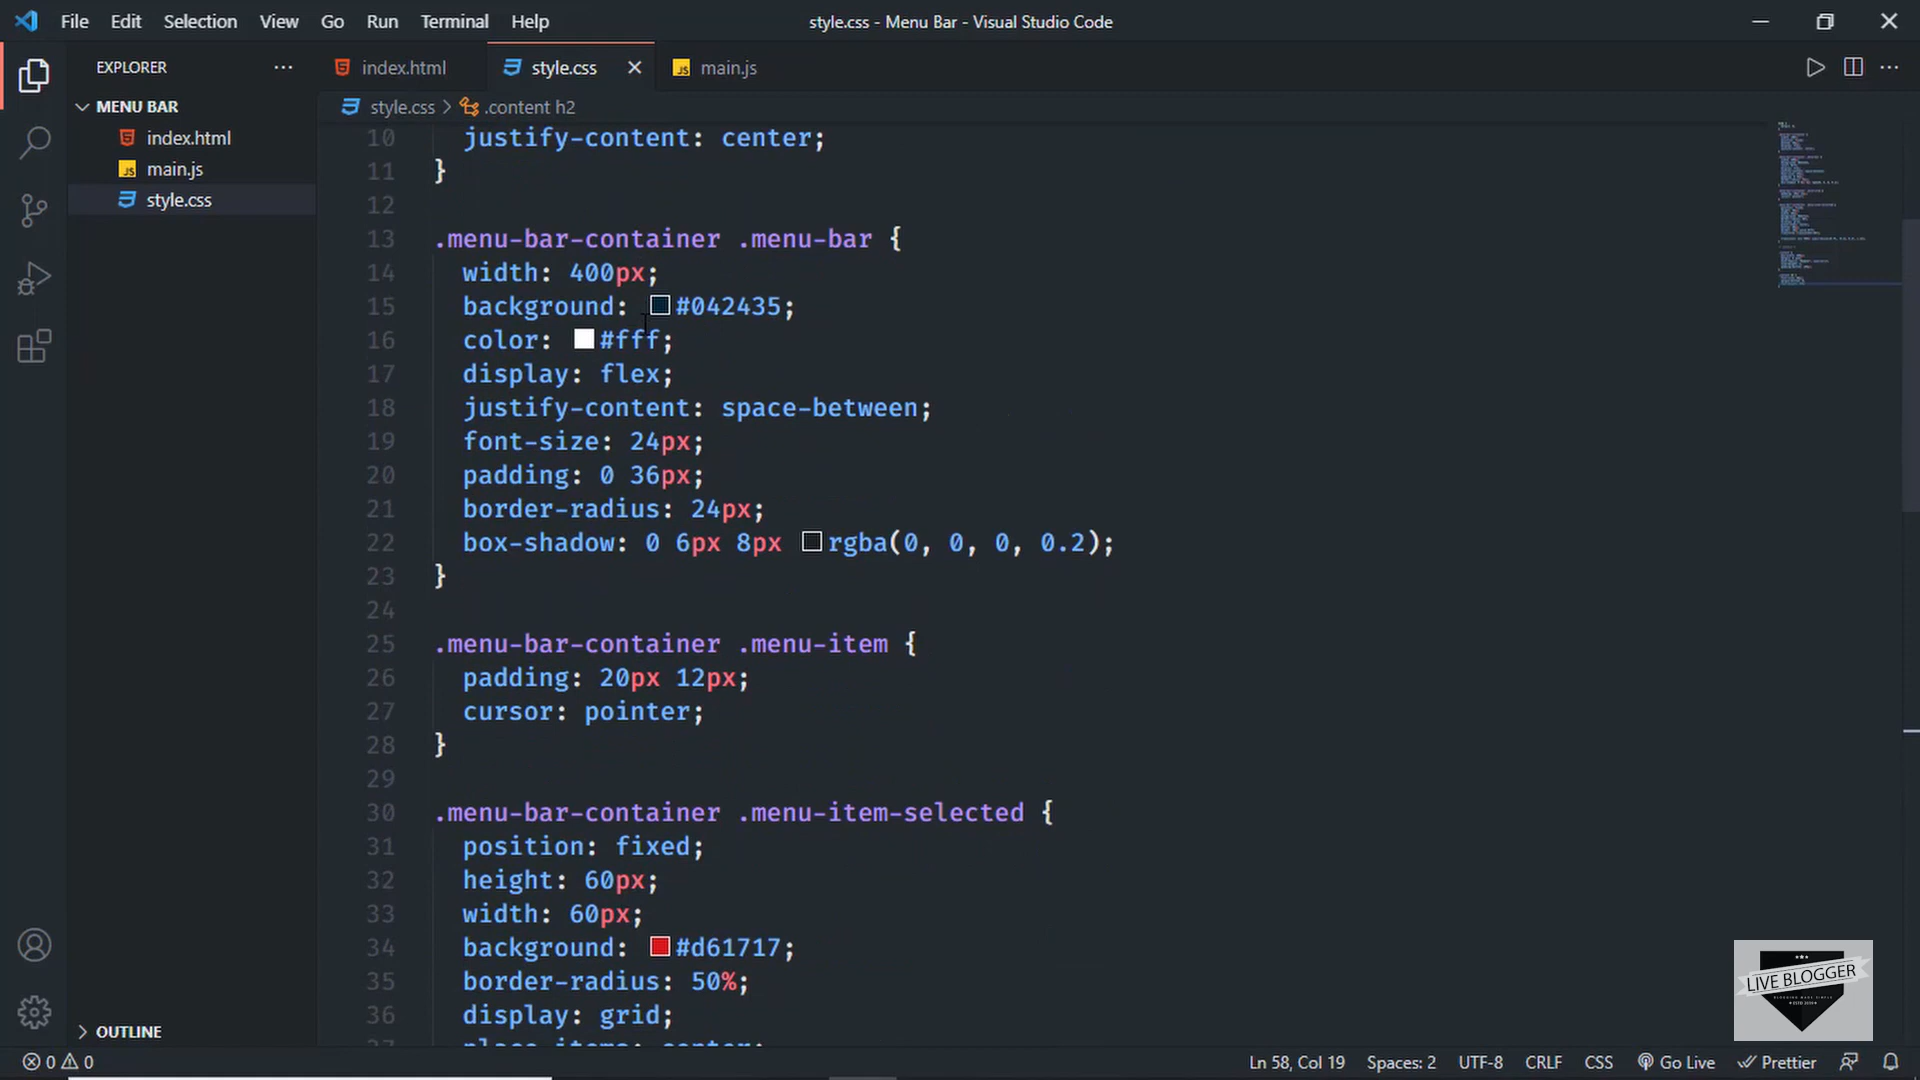 File Edit Selection View Go Run Terminal Help
style.css - Menu Bar - Visual Studio Code
EXPLORER
index.html
style.css
main.js
MENU BAR
index.html
main.js
style.css
style.css > .content h2
10 justify-content: center;
11 }
12
13 .menu-bar-container .menu-bar {
14 width: 400px;
15 background: #042435;
16 color: #fff;
17 display: flex;
18 justify-content: space-between;
19 font-size: 24px;
20 padding: 0 36px;
21 border-radius: 24px;
22 box-shadow: 0 6px 8px rgba(0, 0, 0, 0.2);
23 }
24
25 .menu-bar-container .menu-item {
26 padding: 20px 12px;
27 cursor: pointer;
28 }
29
30 .menu-bar-container .menu-item-selected {
31 position: fixed;
32 height: 60px;
33 width: 60px;
34 background: #d61717;
35 border-radius: 50%;
36 display: grid;
37 place-items: center;
OUTLINE
LIVE BLOGGER
0 0
Ln 58, Col 19 Spaces: 2 UTF-8 CRLF CSS Go Live Prettier